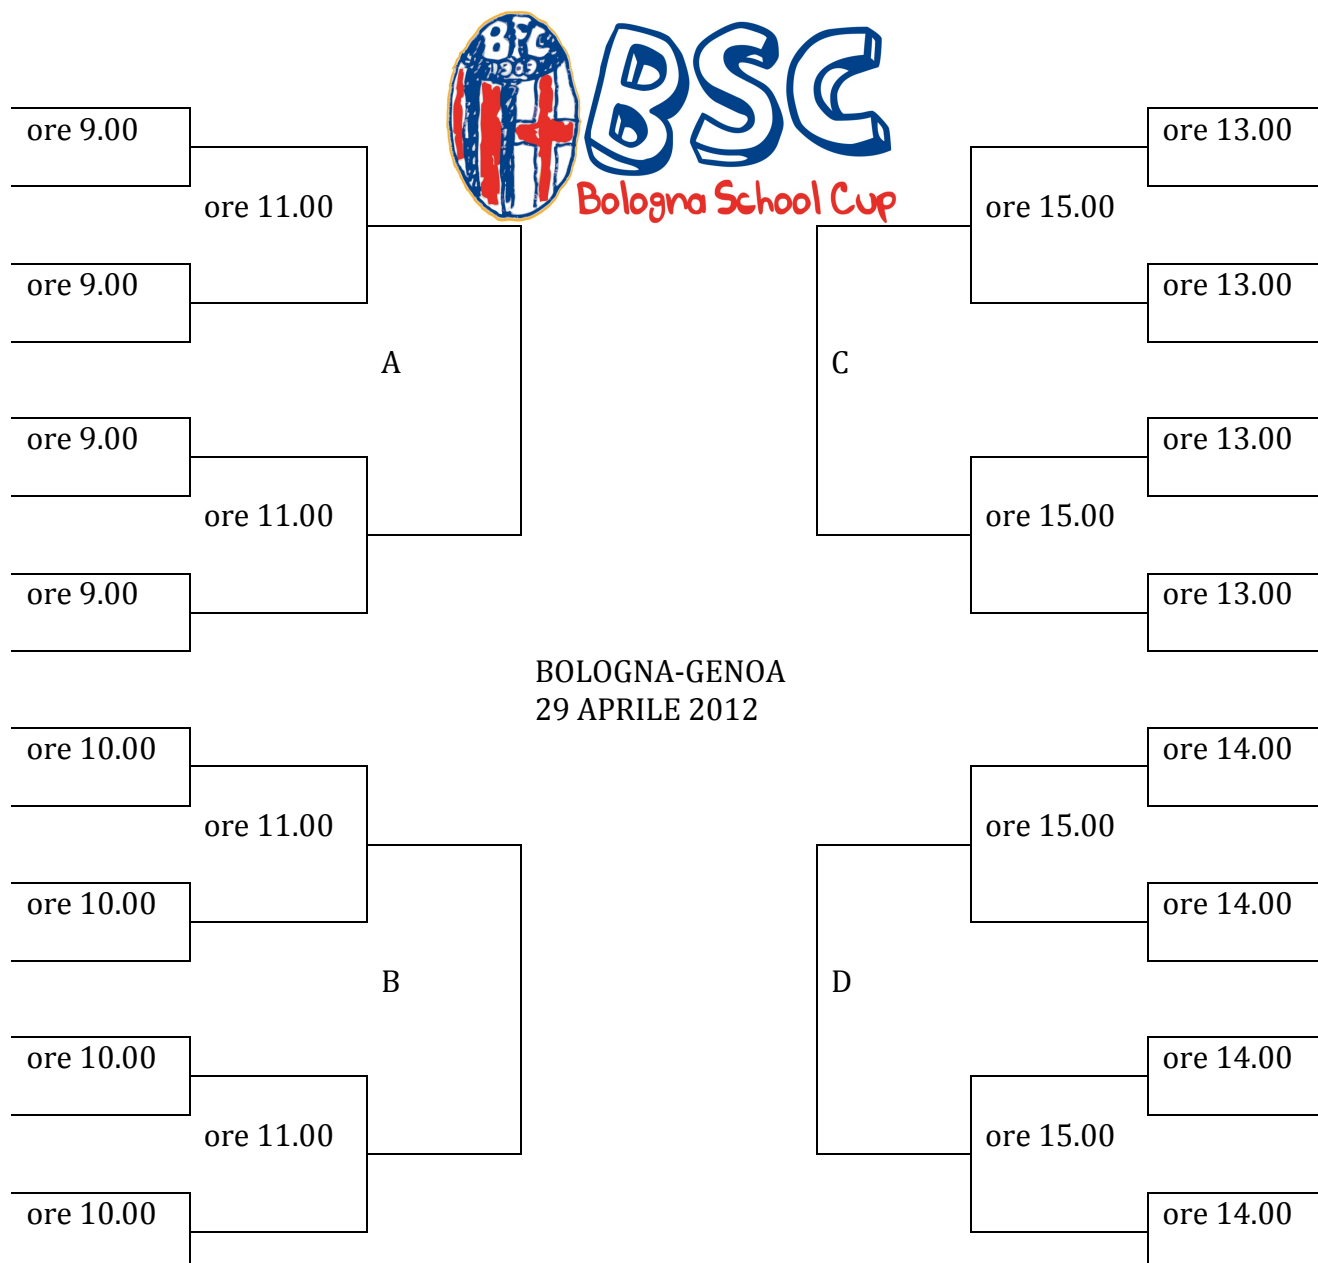 BFC
1909
BSC
Bologna School Cup
ore 9.00
ore 13.00
ore 11.00
ore 15.00
ore 9.00
ore 13.00
A
C
ore 9.00
ore 13.00
ore 11.00
ore 15.00
ore 9.00
ore 13.00
BOLOGNA-GENOA
29 APRILE 2012
ore 10.00
ore 14.00
ore 11.00
ore 15.00
ore 10.00
ore 14.00
B
D
ore 10.00
ore 14.00
ore 11.00
ore 15.00
ore 10.00
ore 14.00